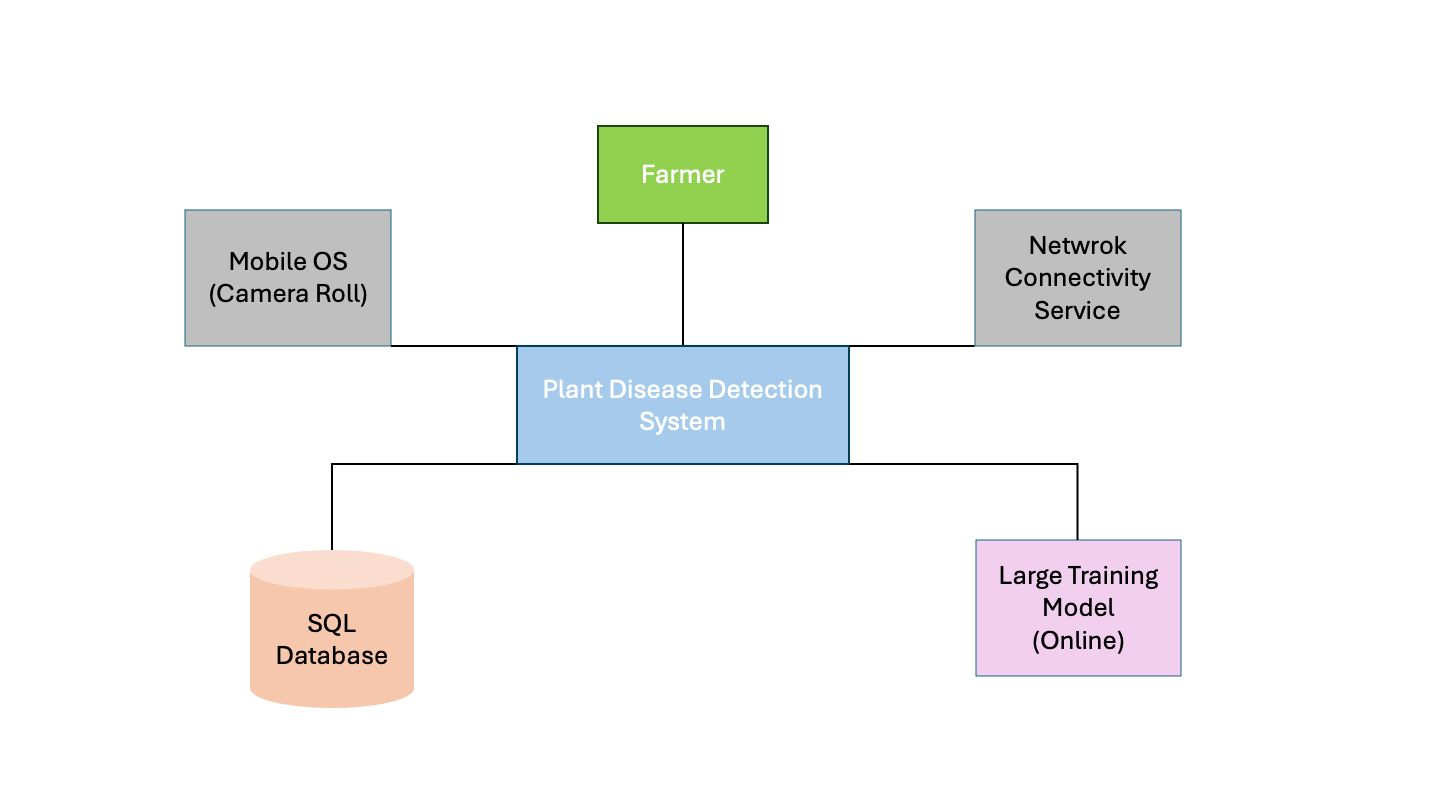 Farmer
Mobile OS
(Camera Roll)
Netwrok
Connectivity
Service
Plant Disease Detection
System
SQL
Database
Large Training
Model
(Online)